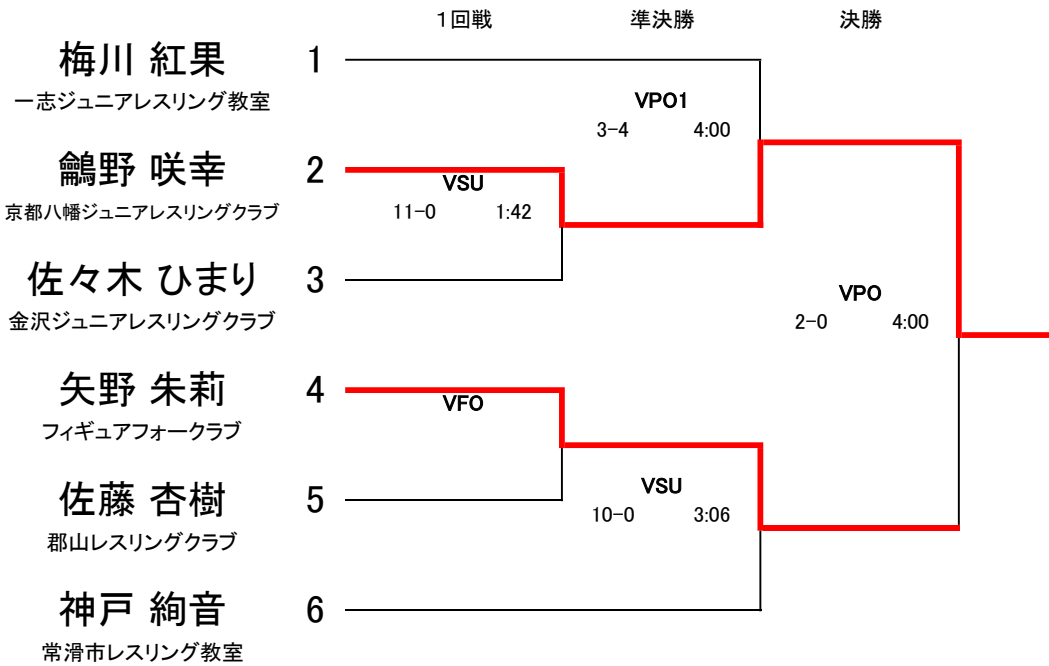 1回戦 準決勝 決勝
梅川 紅果 1
一志ジュニアレスリング教室
VPO1
3-4 4:00
鸙野 咲幸 2
京都八幡ジュニアレスリングクラブ
VSU
11-0 1:42
佐々木 ひまり 3
金沢ジュニアレスリングクラブ
VPO
2-0 4:00
矢野 朱莉 4
フィギュアフォークラブ
VFO
佐藤 杏樹 5
郡山レスリングクラブ
VSU
10-0 3:06
神戸 絢音 6
常滑市レスリング教室